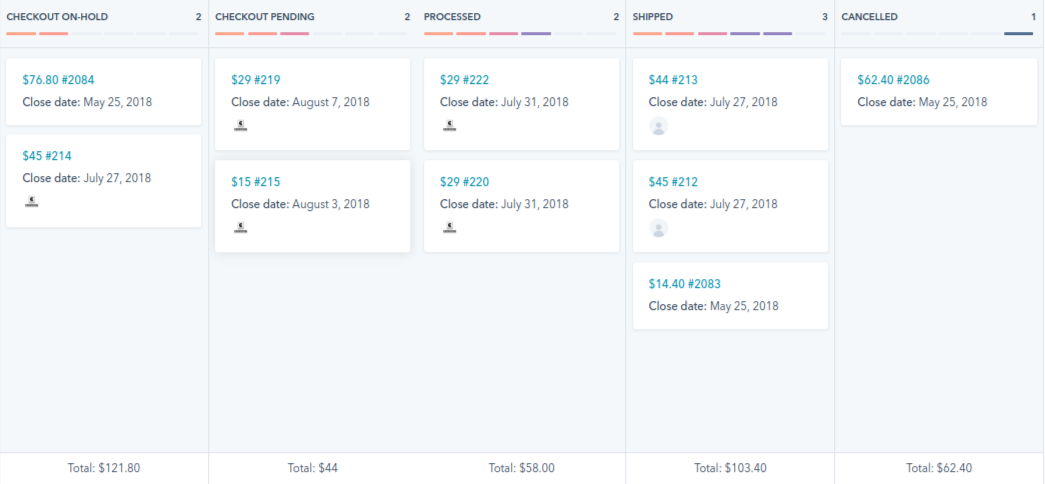 CHECKOUT ON-HOLD 2
$76.80 #2084
Close date: May 25, 2018
$45 #214
Close date: July 27, 2018
Total: $121.80
CHECKOUT PENDING 2
$29 #219
Close date: August 7, 2018
$15 #215
Close date: August 3, 2018
Total: $44
PROCESSED 2
$29 #222
Close date: July 31, 2018
$29 #220
Close date: July 31, 2018
Total: $58.00
SHIPPED 3
$44 #213
Close date: July 27, 2018
$45 #212
Close date: July 27, 2018
$14.40 #2083
Close date: May 25, 2018
Total: $103.40
CANCELLED 1
$62.40 #2086
Close date: May 25, 2018
Total: $62.40